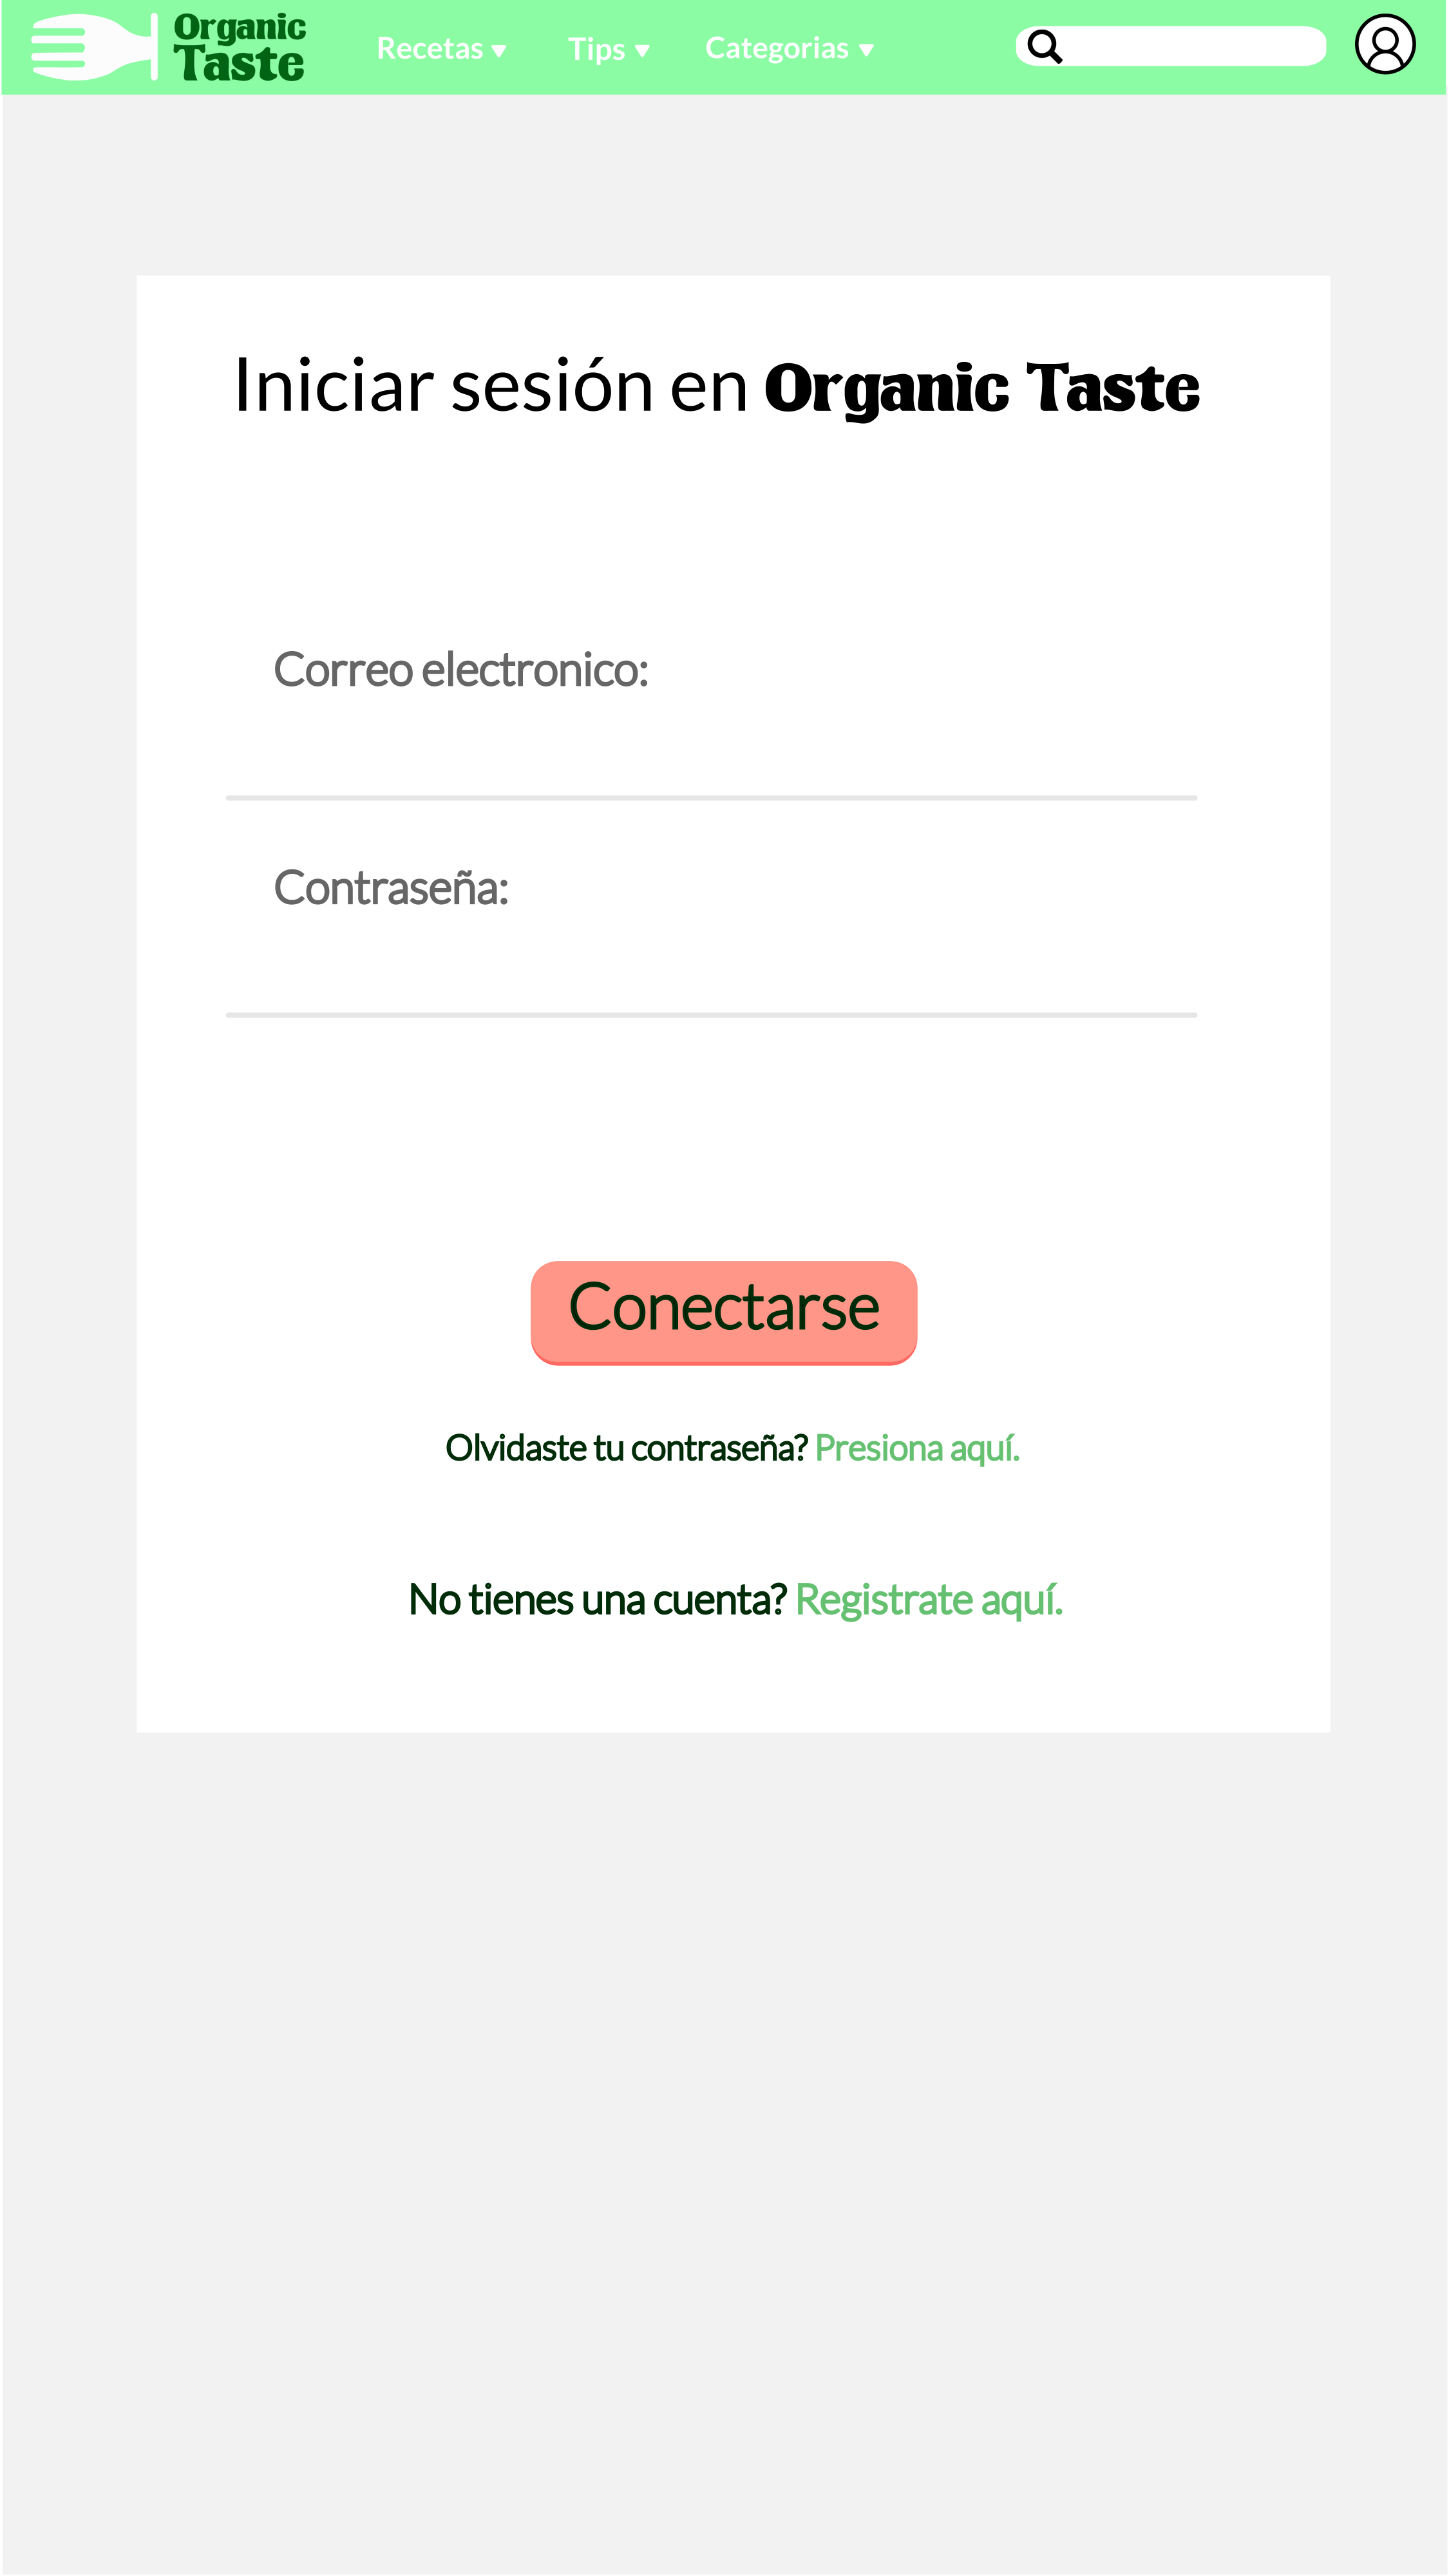 Organic
Taste
Recetas
Tips
Categorias
Iniciar sesión en Organic Taste
Correo electronico:
Contraseña:
Conectarse
Olvidaste tu contraseña? Presiona aquí.
No tienes una cuenta? Registrate aquí.